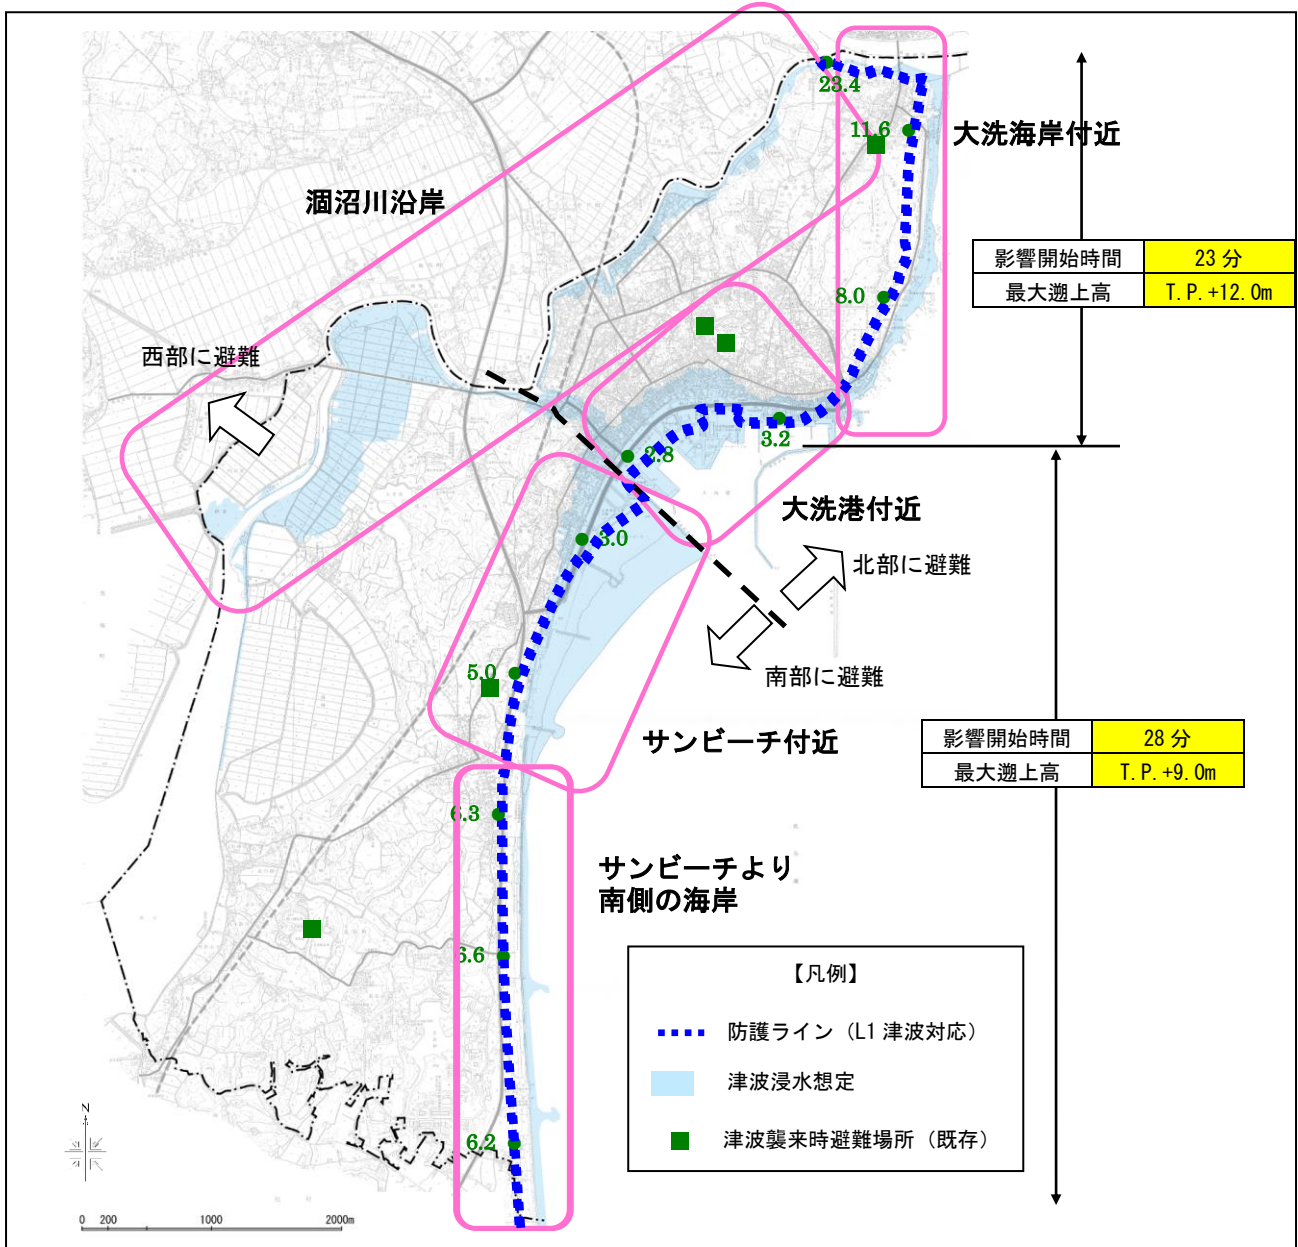 23.4
11.6
大洗海岸付近
涸沼川沿岸
影響開始時間 23 分
最大遡上高 T.P.+12.0m
8.0
西部に避難
3.2
2.8
大洗港付近
3.0
北部に避難
5.0
南部に避難
サンビーチ付近
影響開始時間 28 分
最大遡上高 T.P.+9.0m
6.3
サンビーチより
南側の海岸
6.6
【凡例】
防護ライン（L1 津波対応）
津波浸水想定
津波襲来時避難場所（既存）
6.2
N
0 200 1000 2000m